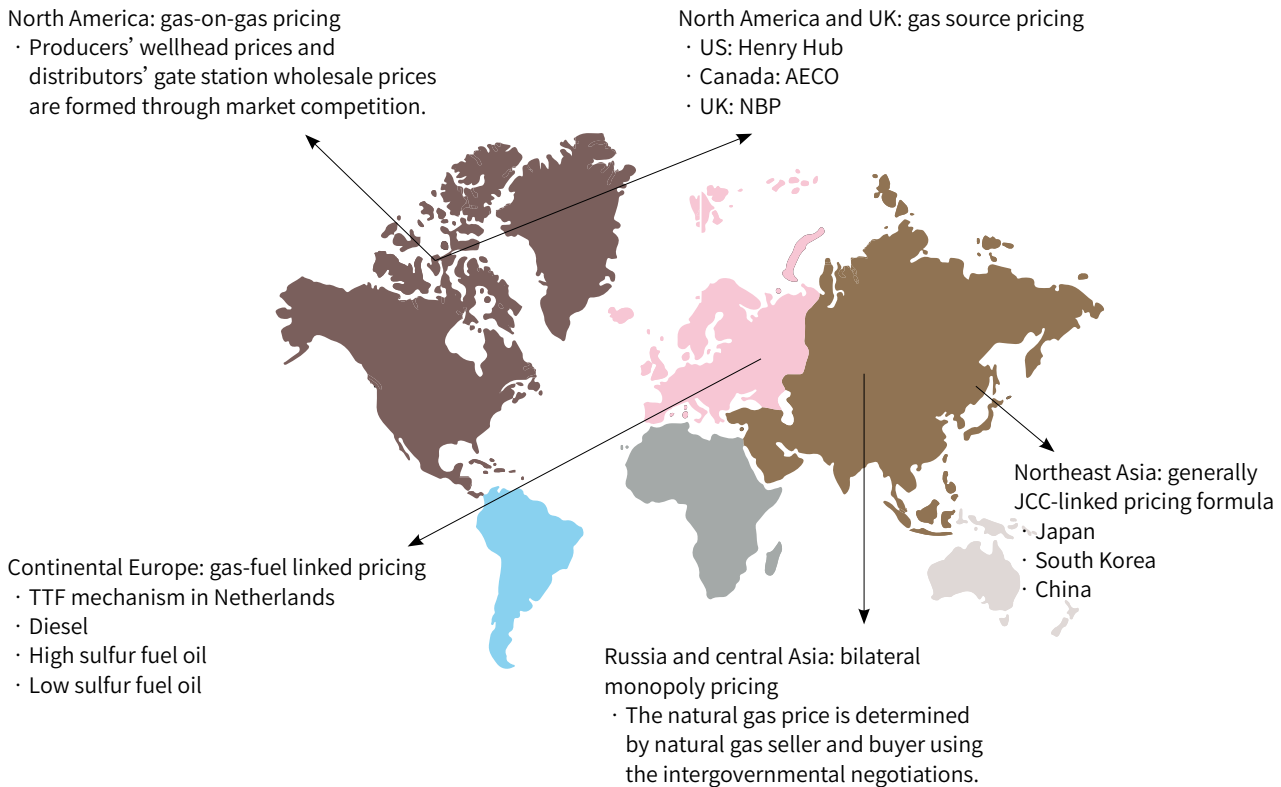 North America: gas-on-gas pricing
· Producers’ wellhead prices and
distributors’ gate station wholesale prices
are formed through market competition.
North America and UK: gas source pricing
· US: Henry Hub
· Canada: AECO
· UK: NBP
Northeast Asia: generally
JCC-linked pricing formula
· Japan
· South Korea
· China
Continental Europe: gas-fuel linked pricing
· TTF mechanism in Netherlands
· Diesel
· High sulfur fuel oil
· Low sulfur fuel oil
Russia and central Asia: bilateral
monopoly pricing
· The natural gas price is determined
by natural gas seller and buyer using
the intergovernmental negotiations.